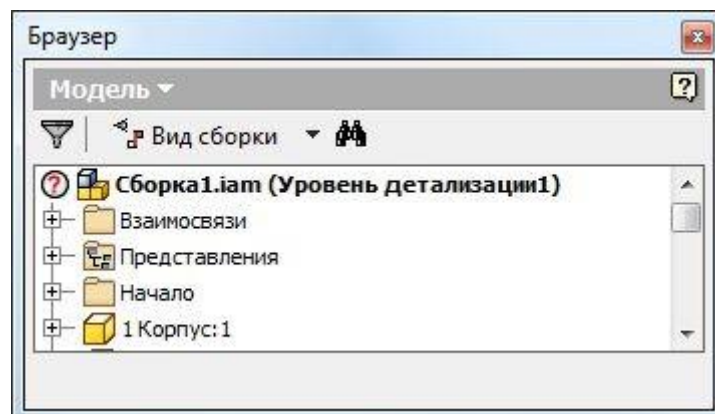 Браузер
Модель
Вид сборки
Сборка1.iam (Уровень детализации1)
Взаимосвязи
Представления
Начало
1 Корпус:1